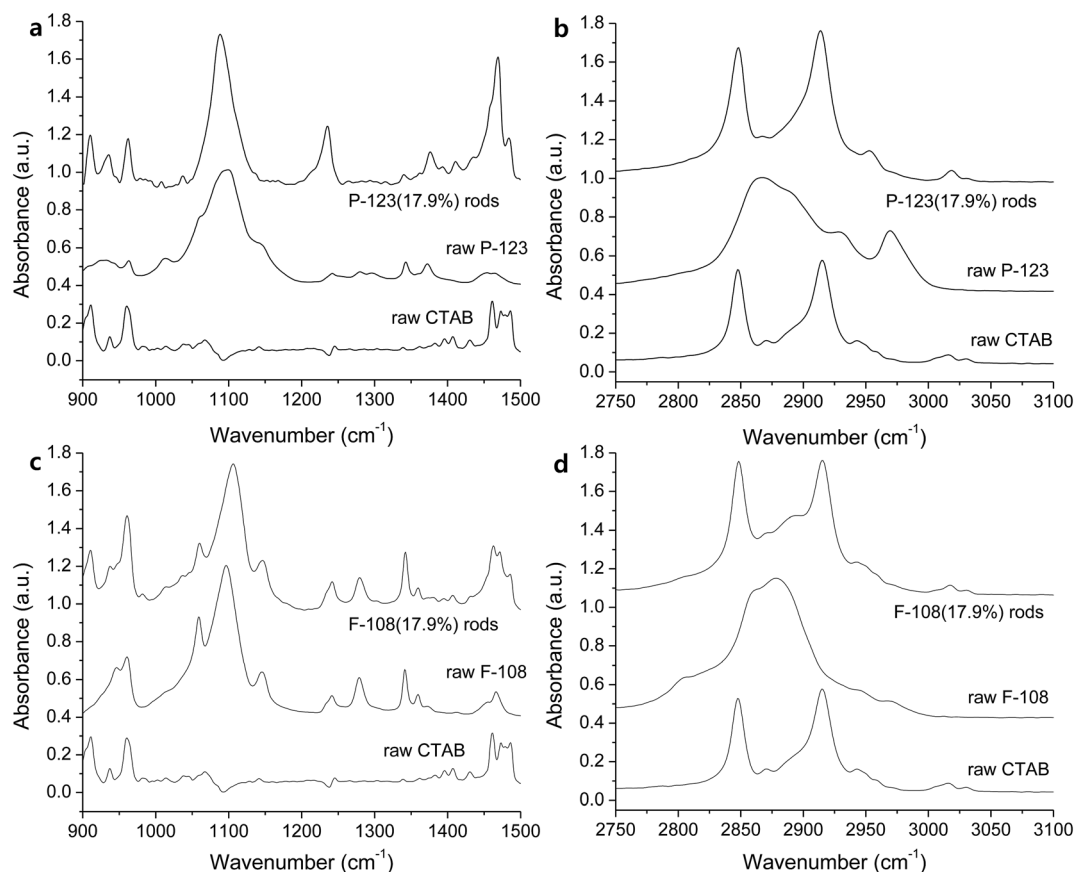 a
1.8
1.6
1.4
1.2
1.0
0.8
0.6
0.4
0.2
0.0
Absorbance (a.u.)
P-123(17.9%) rods
raw P-123
raw CTAB
900 1000 1100 1200 1300 1400 1500
Wavenumber (cm⁻¹)
b
1.8
1.6
1.4
1.2
1.0
0.8
0.6
0.4
0.2
0.0
Absorbance (a.u.)
P-123(17.9%) rods
raw P-123
raw CTAB
2750 2800 2850 2900 2950 3000 3050 3100
Wavenumber (cm⁻¹)
c
1.8
1.6
1.4
1.2
1.0
0.8
0.6
0.4
0.2
0.0
Absorbance (a.u.)
F-108(17.9%) rods
raw F-108
raw CTAB
900 1000 1100 1200 1300 1400 1500
Wavenumber (cm⁻¹)
d
1.8
1.6
1.4
1.2
1.0
0.8
0.6
0.4
0.2
0.0
Absorbance (a.u.)
F-108(17.9%) rods
raw F-108
raw CTAB
2750 2800 2850 2900 2950 3000 3050 3100
Wavenumber (cm⁻¹)